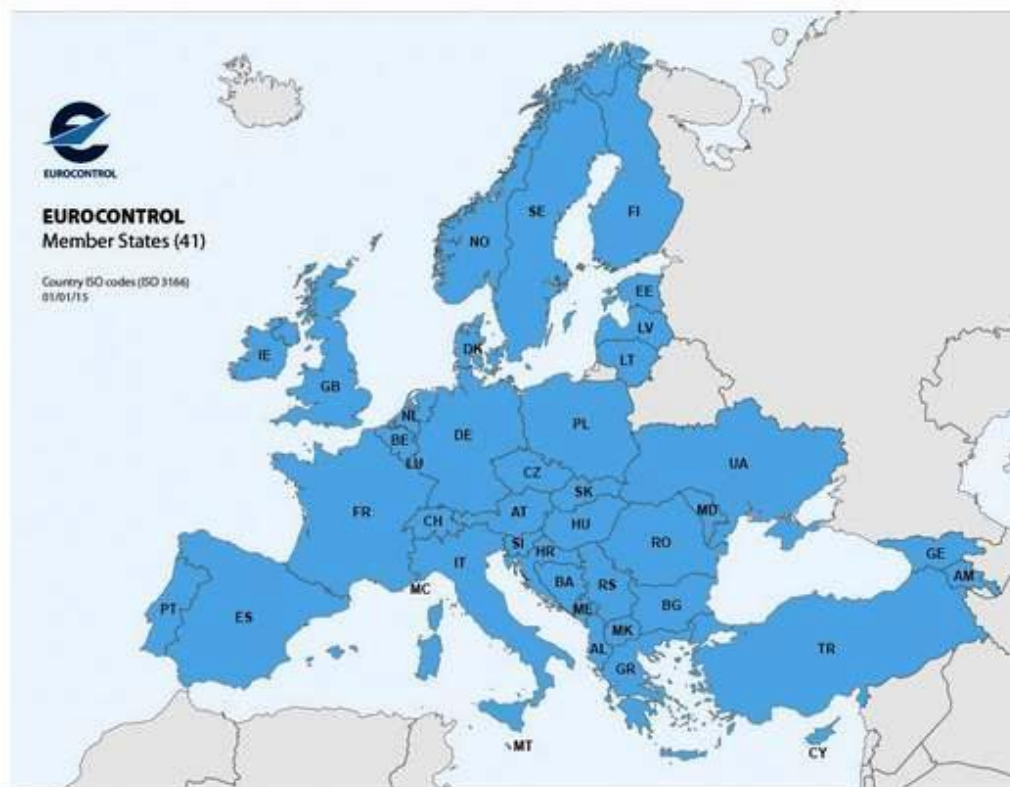 EUROCONTROL
EUROCONTROL
Member States (41)
Country ISO codes (ISO 3166)
01/01/15
NO
SE
FI
EE
LV
LT
IE
GB
DK
NL
BE
LU
DE
PL
CZ
SK
UA
FR
CH
AT
HU
MD
SI
HR
RO
IT
MC
BA
RS
ME
BG
GE
AM
PT
ES
MK
AL
GR
TR
MT
CY